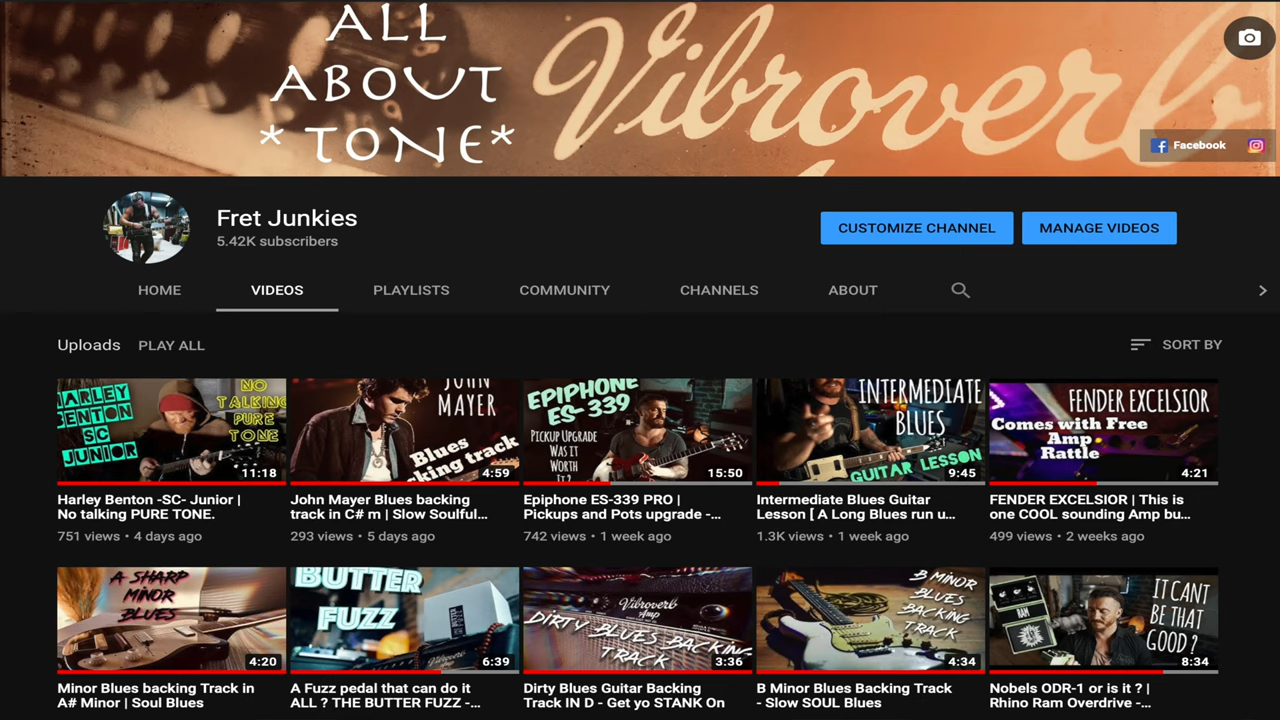 ALL
ABOUT
* TONE*
Vibroverb
Facebook
Fret Junkies
5.42K subscribers
CUSTOMIZE CHANNEL
MANAGE VIDEOS
HOME
VIDEOS
PLAYLISTS
COMMUNITY
CHANNELS
ABOUT
Uploads
PLAY ALL
SORT BY
HARLEY
BENTON
SC
JUNIOR
NO
TALKING
PURE
TONE
11:18
JOHN
MAYER
Blues
king track
4:59
EPIPHONE
ES-339
PICKUP UPGRADE
WAS IT
WORTH
IT?
15:50
INTERMEDIATE
BLUES
GUITAR LESSON
9:45
FENDER EXCELSIOR
Comes with Free
Amp
Rattle
4:21
Harley Benton -SC- Junior |
No talking PURE TONE.
751 views • 4 days ago
John Mayer Blues backing
track in C# m | Slow Soulful...
293 views • 5 days ago
Epiphone ES-339 PRO |
Pickups and Pots upgrade -...
742 views • 1 week ago
Intermediate Blues Guitar
Lesson [ A Long Blues run u...
1.3K views • 1 week ago
FENDER EXCELSIOR | This is
one COOL sounding Amp bu...
499 views • 2 weeks ago
A SHARP
MINOR
BLUES
4:20
BUTTER
FUZZ
6:39
Vibroverb
Amp
DIRTY BLUES BACKING
TRACK
3:36
B MINOR
BLUES
BACKING
TRACK
4:34
RAM
IT CANT
BE THAT
GOOD ?
8:34
Minor Blues backing Track in
A# Minor | Soul Blues
A Fuzz pedal that can do it
ALL ? THE BUTTER FUZZ -...
Dirty Blues Guitar Backing
Track IN D - Get yo STANK On
B Minor Blues Backing Track
- Slow SOUL Blues
Nobels ODR-1 or is it ? |
Rhino Ram Overdrive -...